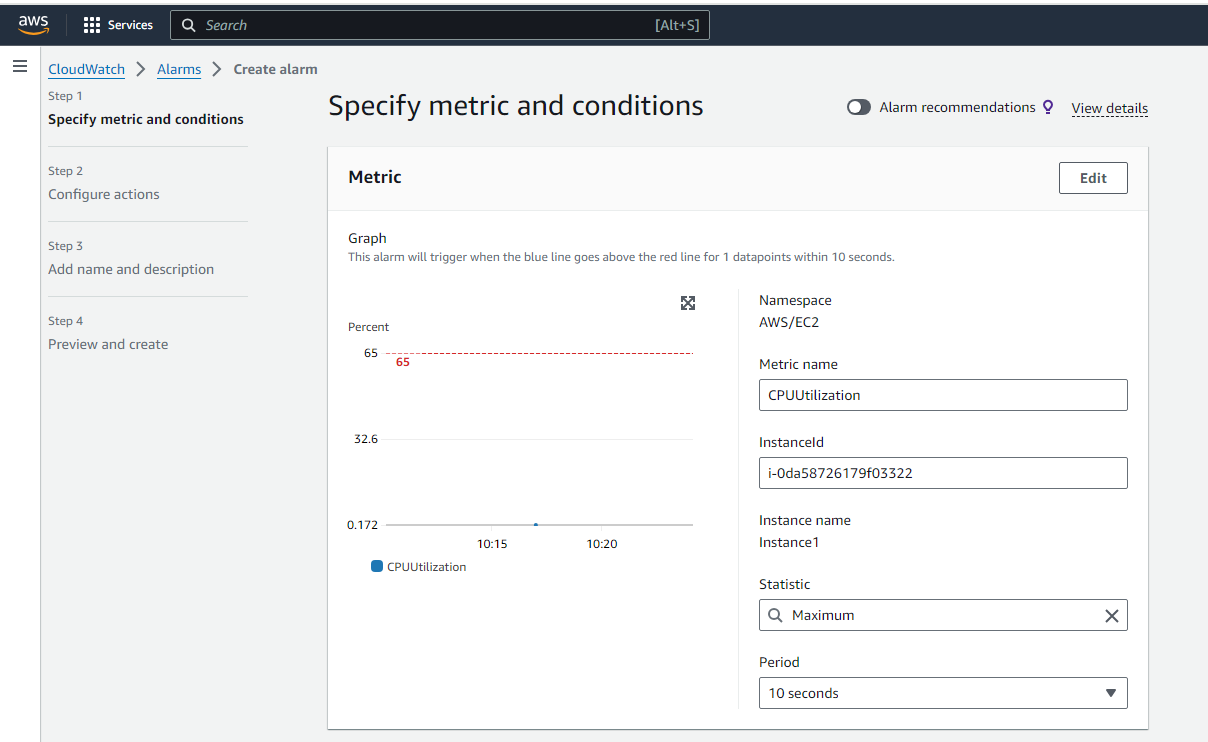 aws
Services
Search [Alt+S]
CloudWatch > Alarms > Create alarm
Step 1
Specify metric and conditions
Step 2
Configure actions
Step 3
Add name and description
Step 4
Preview and create
Specify metric and conditions
Alarm recommendations View details
Metric
Edit
Graph
This alarm will trigger when the blue line goes above the red line for 1 datapoints within 10 seconds.
Percent
65
65
32.6
0.172
10:15 10:20
CPUUtilization
Namespace
AWS/EC2
Metric name
CPUUtilization
InstanceId
i-0da58726179f03322
Instance name
Instance1
Statistic
Maximum
Period
10 seconds